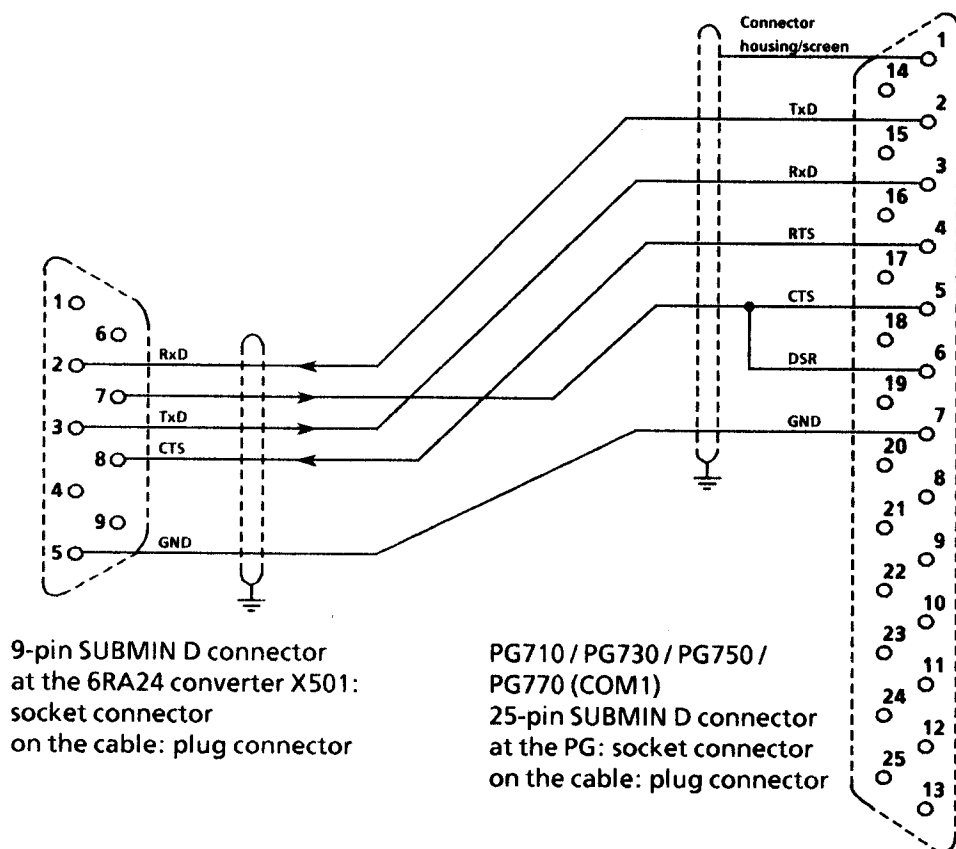 Connector
housing/screen
1
14
2
TxD
15
3
RxD
16
4
RTS
17
5
CTS
18
6
DSR
19
7
GND
20
8
21
9
22
10
23
11
24
12
25
13
1
6
2
RxD
7
3
TxD
8
CTS
4
9
5
GND
9-pin SUBMIN D connector
at the 6RA24 converter X501:
socket connector
on the cable: plug connector
PG710 / PG730 / PG750 /
PG770 (COM1)
25-pin SUBMIN D connector
at the PG: socket connector
on the cable: plug connector